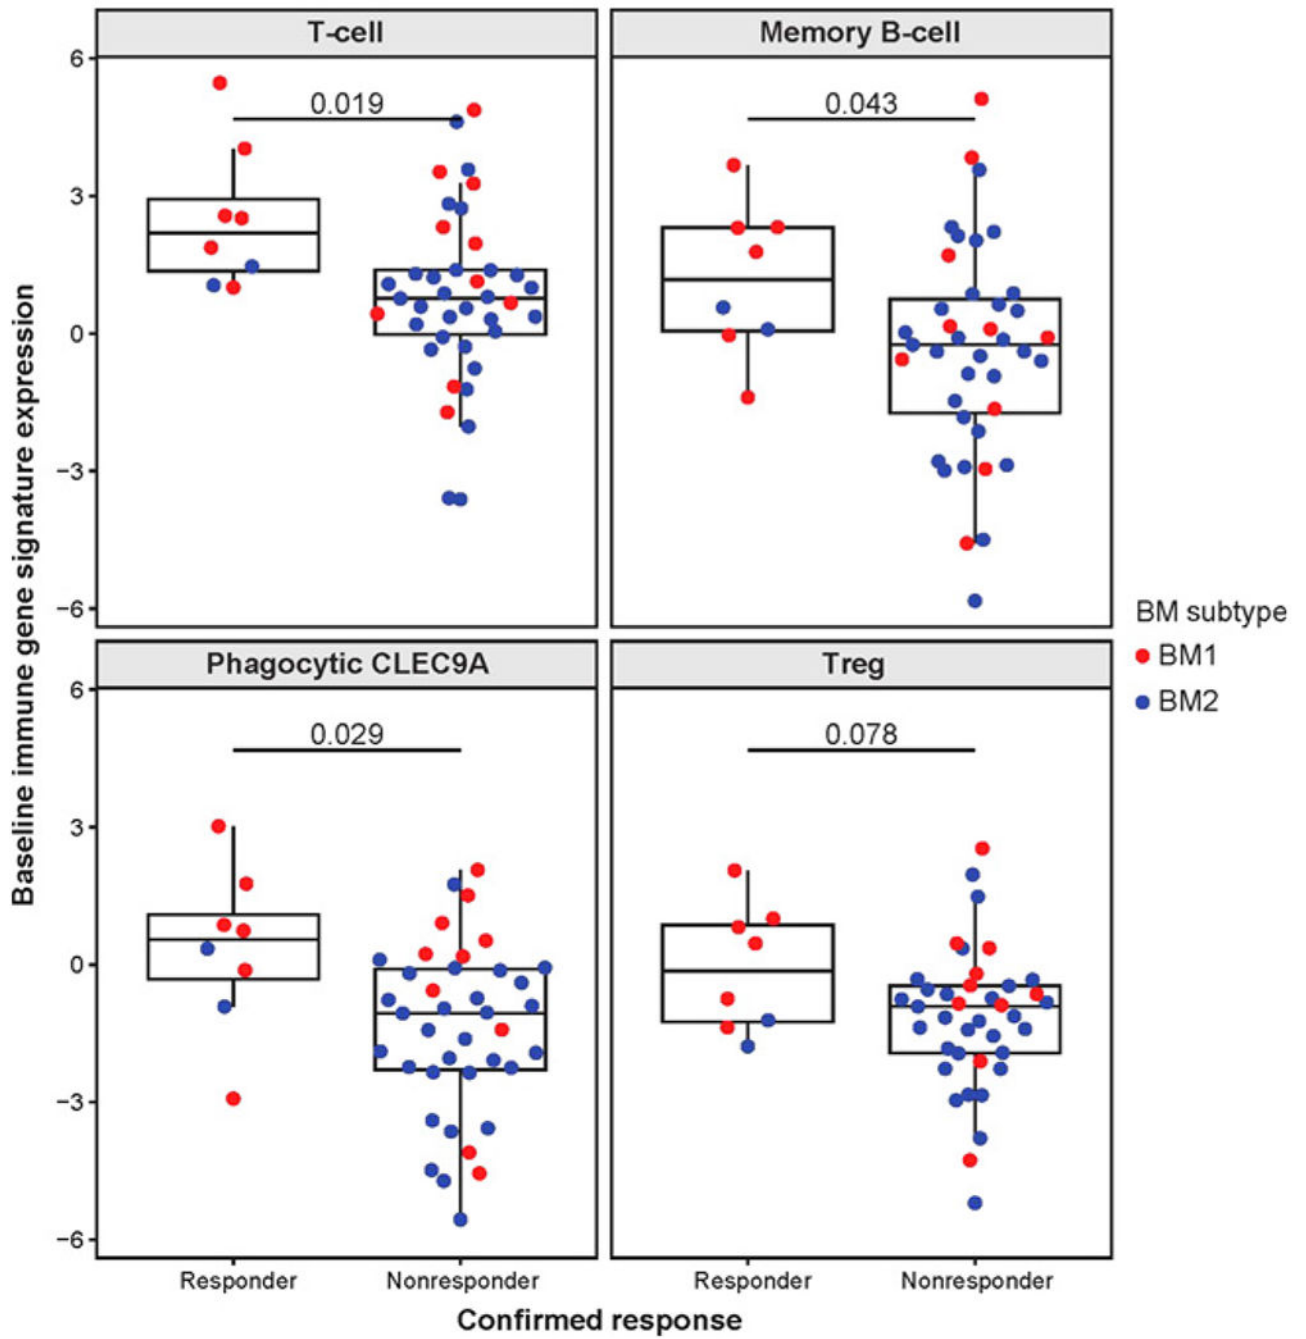 T-cell
Memory B-cell
6
3
0
−3
−6
0.019
0.043
Baseline immune gene signature expression
BM subtype
BM1
BM2
Phagocytic CLEC9A
Treg
6
3
0
−3
−6
0.029
0.078
Responder
Nonresponder
Responder
Nonresponder
Confirmed response